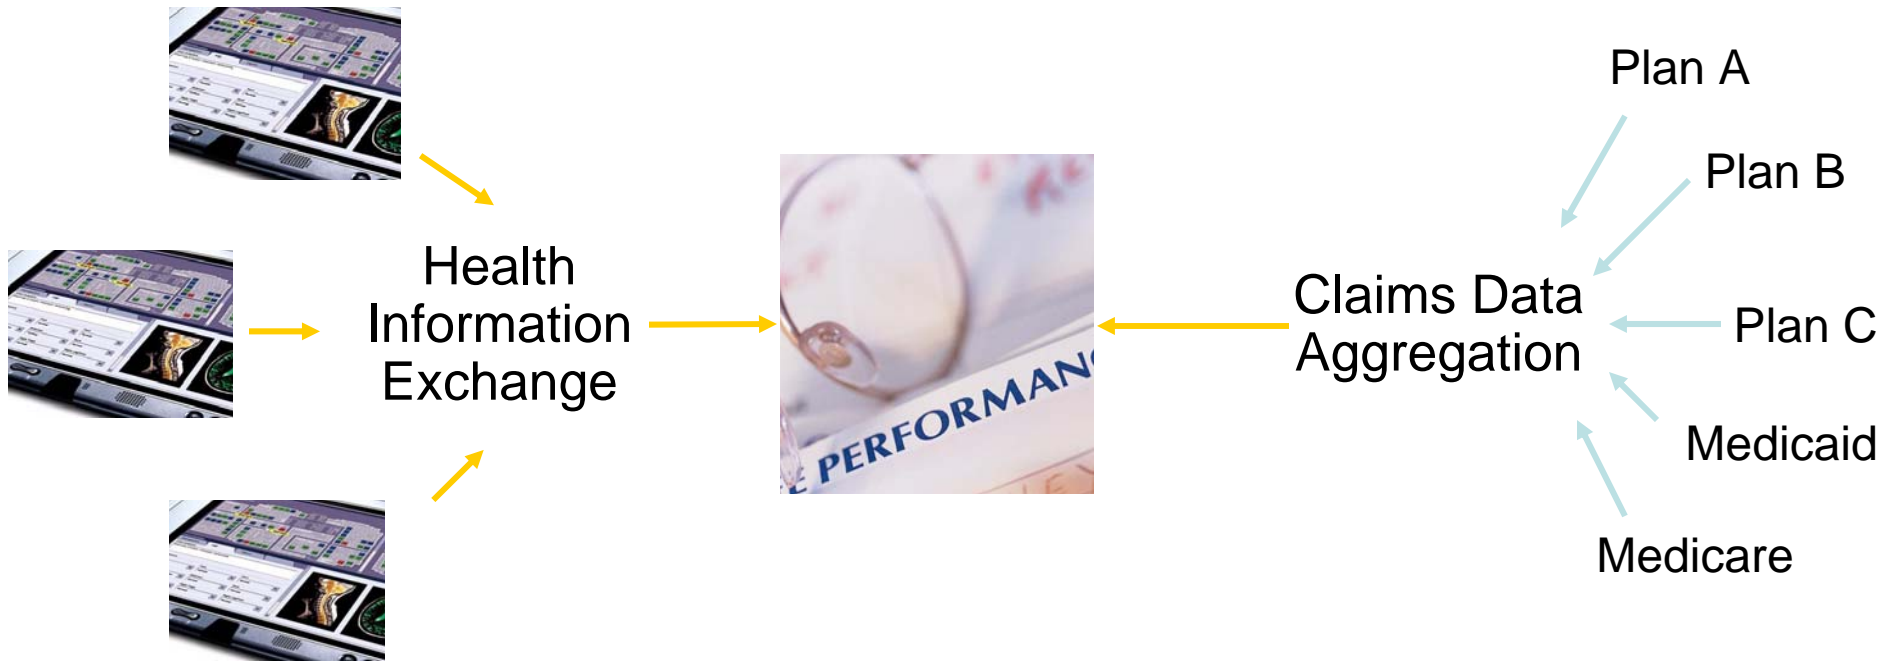 Health
Information
Exchange
PERFORMAN
Claims Data
Aggregation
Plan A
Plan B
Plan C
Medicaid
Medicare